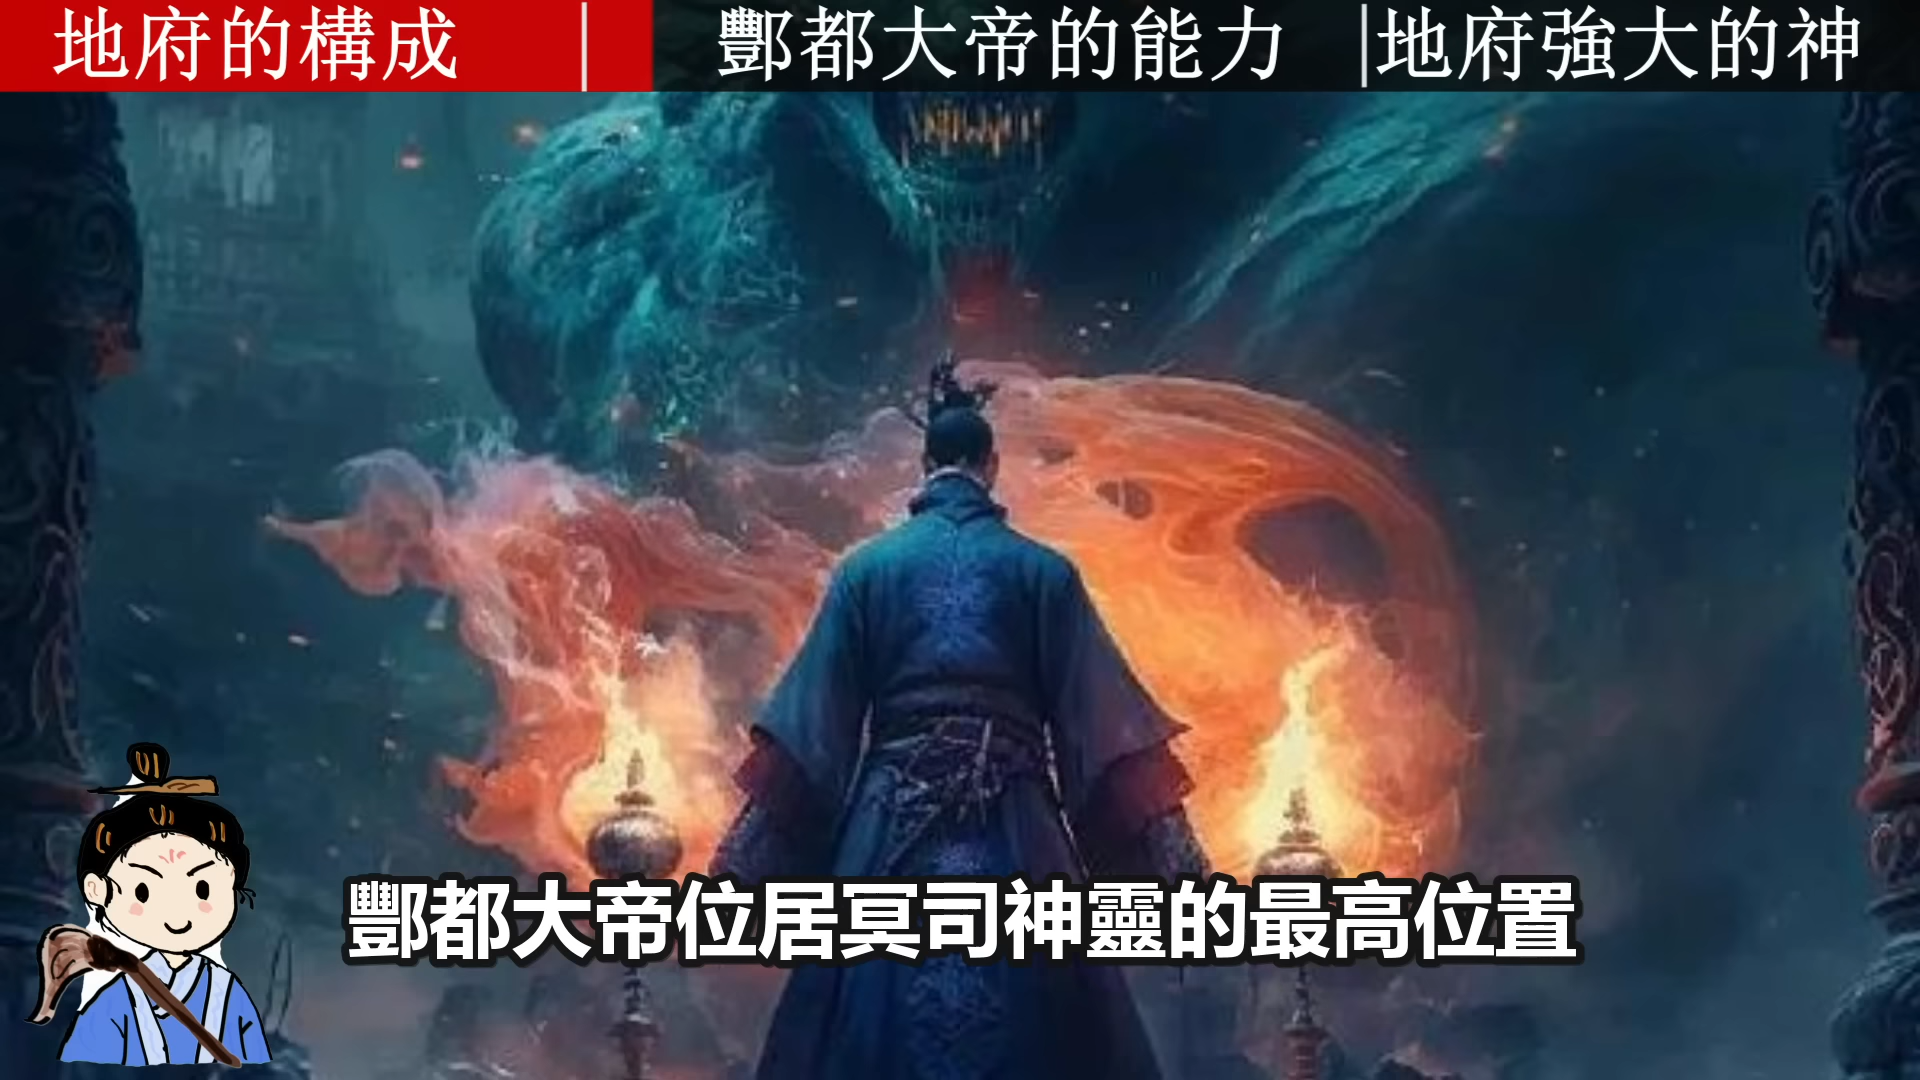 地府的構成
酆都大帝的能力
地府強大的神
酆都大帝位居冥司神靈的最高位置